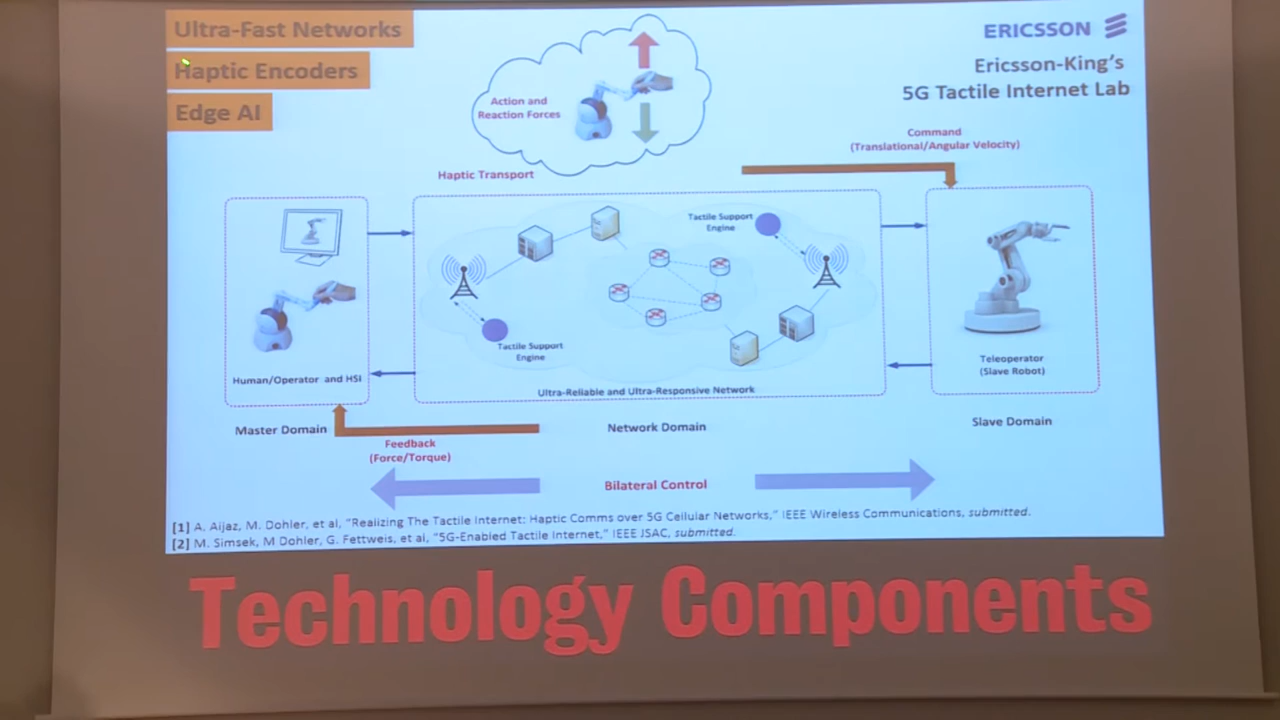 Ultra-Fast Networks
Haptic Encoders
Edge AI
ERICSSON
Ericsson-King's
5G Tactile Internet Lab
Action and
Reaction Forces
Command
(Translational/Angular Velocity)
Haptic Transport
Tactile Support
Engine
Tactile Support
Engine
Human/Operator and HSI
Ultra-Reliable and Ultra-Responsive Network
Teleoperator
(Slave Robot)
Master Domain
Network Domain
Slave Domain
Feedback
(Force/Torque)
Bilateral Control
[1] A. Aijaz, M. Dohler, et al, "Realizing The Tactile Internet: Haptic Comms over 5G Cellular Networks," IEEE Wireless Communications, submitted.
[2] M. Simsek, M Dohler, G. Fettweis, et al, "5G-Enabled Tactile Internet," IEEE JSAC, submitted.
Technology Components